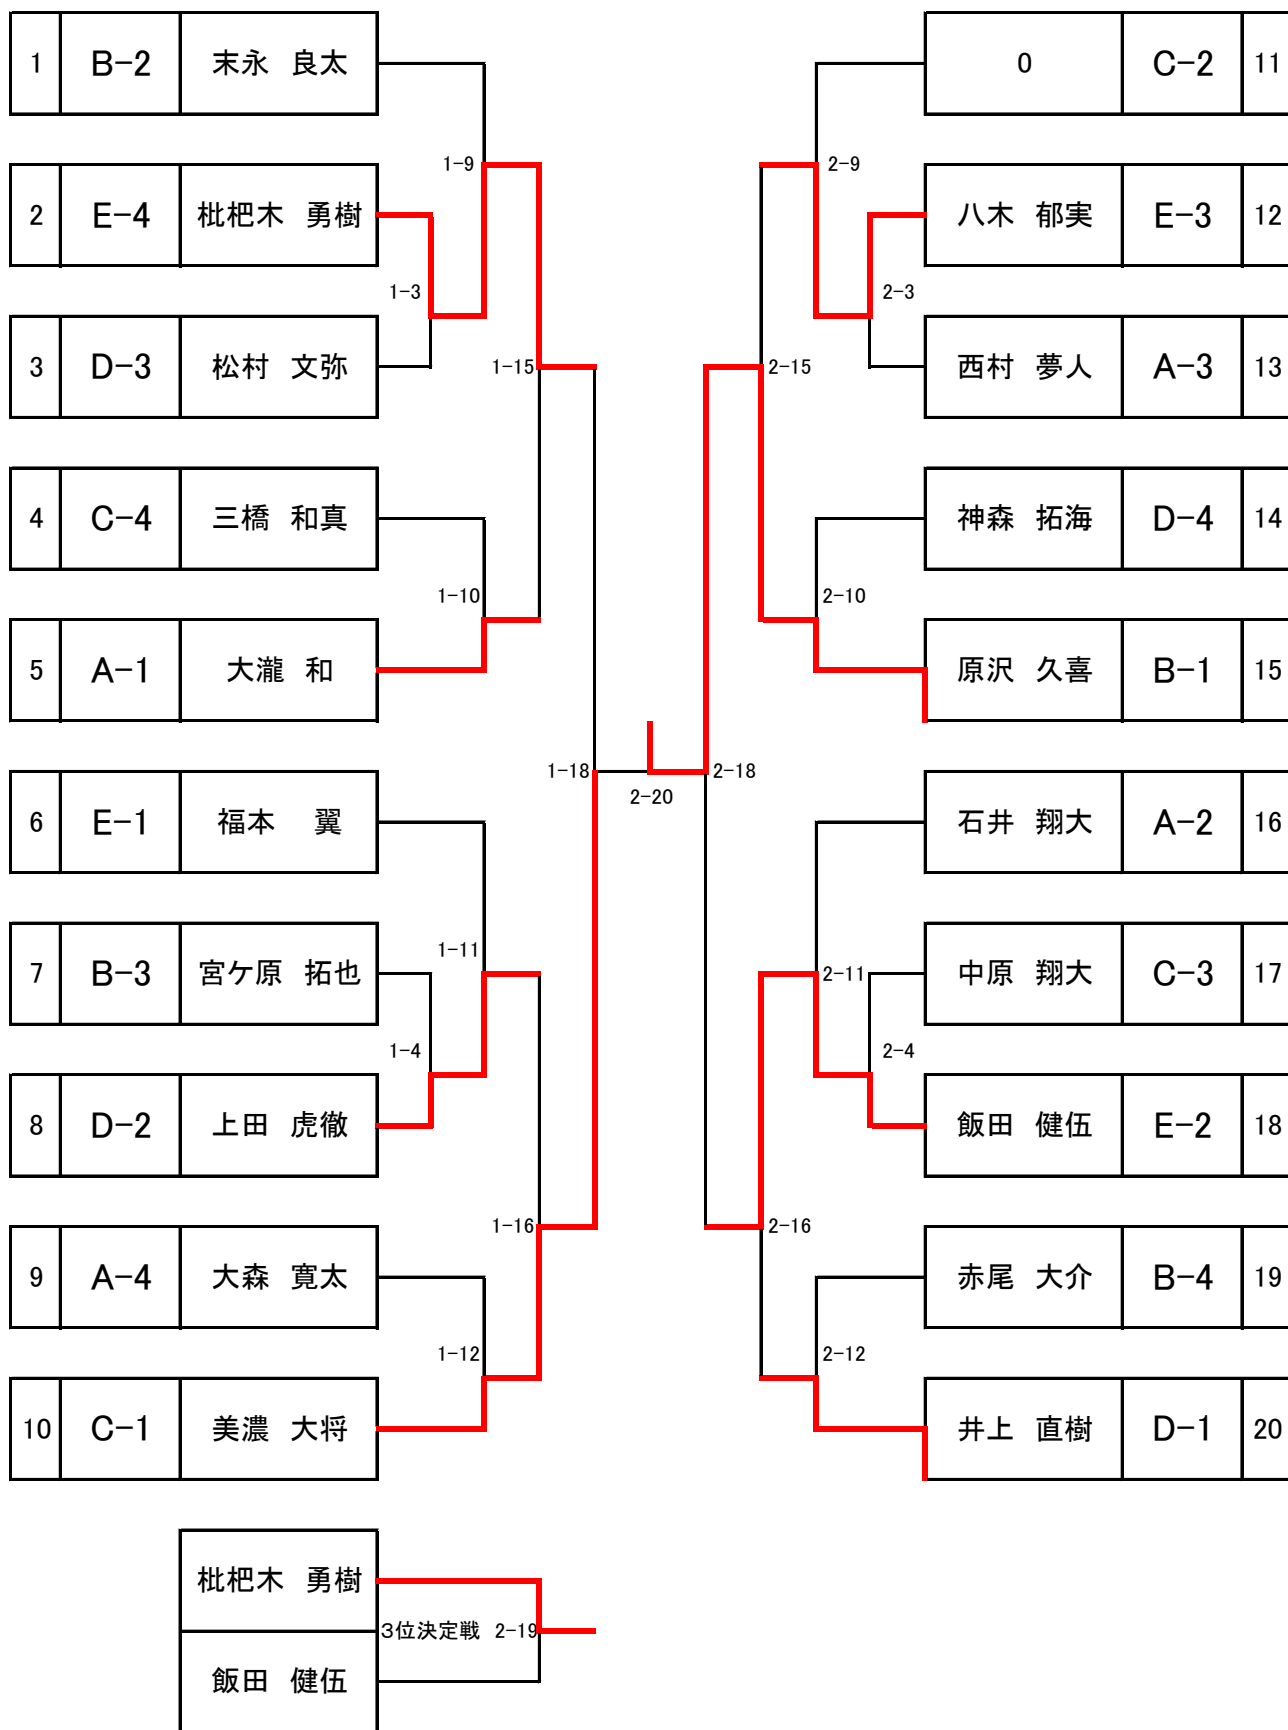 1 B-2 末永 良太
1-9
2 E-4 枇杷木 勇樹
1-3
3 D-3 松村 文弥
1-15
4 C-4 三橋 和真
1-10
5 A-1 大瀧 和
1-18
6 E-1 福本 翼
1-11
7 B-3 宮ケ原 拓也
1-4
8 D-2 上田 虎徹
1-16
9 A-4 大森 寛太
1-12
10 C-1 美濃 大将
2-20
0 C-2 11
2-9
八木 郁実 E-3 12
2-3
西村 夢人 A-3 13
2-15
神森 拓海 D-4 14
2-10
原沢 久喜 B-1 15
2-18
石井 翔大 A-2 16
2-11
中原 翔大 C-3 17
2-4
飯田 健伍 E-2 18
2-16
赤尾 大介 B-4 19
2-12
井上 直樹 D-1 20
枇杷木 勇樹
3位決定戦 2-19
飯田 健伍